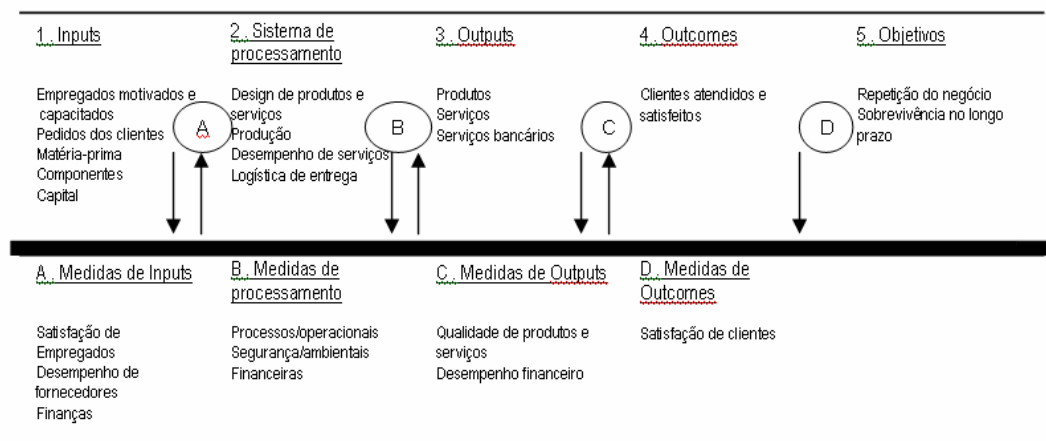 1 . Inputs
Empregados motivados e
capacitados
Pedidos dos clientes
Matéria-prima
Componentes
Capital
A
2 . Sistema de
processamento
Design de produtos e
serviços
Produção
Desempenho de serviços
Logística de entrega
B
3 . Outputs
Produtos
Serviços
Serviços bancários
C
4 . Outcomes
Clientes atendidos e
satisfeitos
D
5 . Objetivos
Repetição do negócio
Sobrevivência no longo
prazo
A . Medidas de Inputs
Satisfação de
Empregados
Desempenho de
fornecedores
Finanças
B . Medidas de
processamento
Processos/operacionais
Segurança/ambientais
Financeiras
C . Medidas de Outputs
Qualidade de produtos e
serviços
Desempenho financeiro
D . Medidas de
Outcomes
Satisfação de clientes